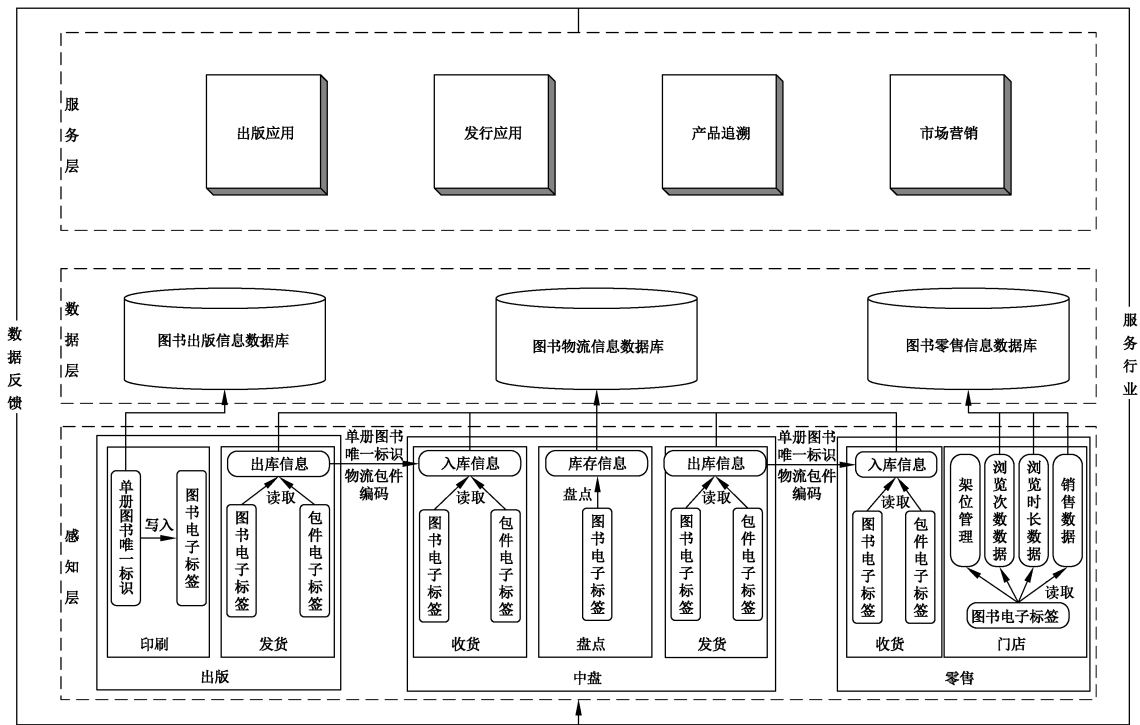 服务层
出版应用
发行应用
产品追溯
市场营销
数据层
图书出版信息数据库
图书物流信息数据库
图书零售信息数据库
数据反馈
服务行业
感知层
单册图书唯一标识
写入
图书电子标签
印刷
出库信息
读取
图书电子标签
包件电子标签
发货
出版
单册图书
唯一标识
物流包件
编码
入库信息
读取
图书电子标签
包件电子标签
收货
库存信息
盘点
图书电子标签
盘点
出库信息
读取
图书电子标签
包件电子标签
发货
中盘
单册图书
唯一标识
物流包件
编码
入库信息
读取
图书电子标签
包件电子标签
收货
架位管理
浏览次数数据
浏览时长数据
销售数据
读取
图书电子标签
门店
零售